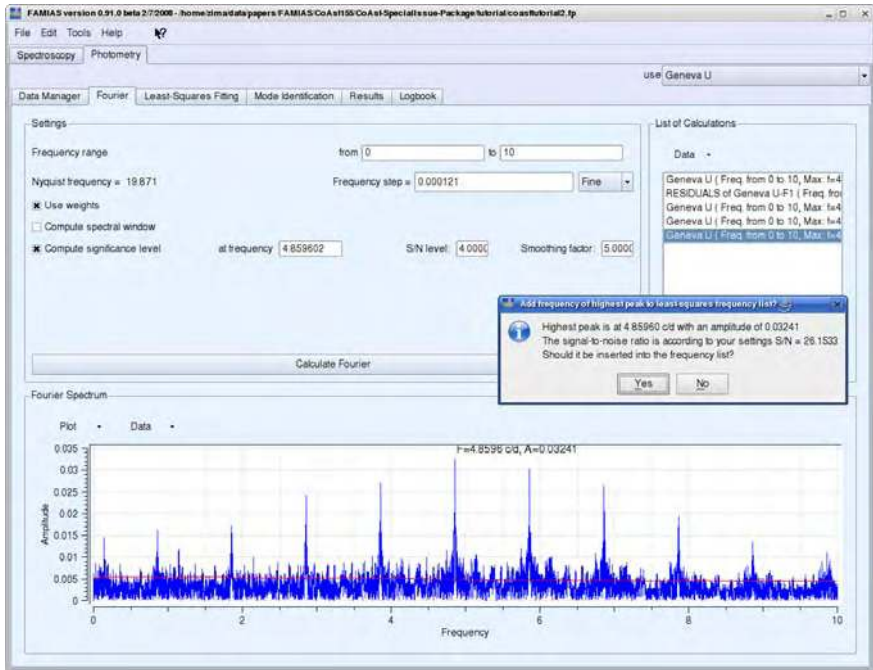 FAMIAS version 0.91.0 beta 2/7/2008 - /home/zima/data/papers/FAMIAS/CoAst155/CoAst-SpecialIssue-Package/tutorial/coasttutorial2.fp
File Edit Tools Help
Spectroscopy Photometry
use Geneva U
Data Manager Fourier Least-Squares Fitting Mode Identification Results Logbook
Settings
List of Calculations
Frequency range from 0 to 10
Data
Nyquist frequency = 19.871 Frequency step = 0.000121 Fine
Geneva U ( Freq. from 0 to 10, Max: f=4
RESIDUALS of Geneva U-F1 ( Freq. fro
Geneva U ( Freq. from 0 to 10, Max: f=4
Geneva U ( Freq. from 0 to 10, Max: f=4
Geneva U ( Freq. from 0 to 10, Max: f=4
Use weights
Compute spectral window
Compute significance level at frequency 4.859602 S/N level: 4.0000 Smoothing factor: 5.0000
Add frequency of highest peak to least-squares frequency list?
Highest peak is at 4.85960 c/d with an amplitude of 0.03241
The signal-to-noise ratio is according to your settings S/N = 26.1533
Should it be inserted into the frequency list?
Yes No
Calculate Fourier
Fourier Spectrum
Plot Data
F=4.8596 c/d, A=0.03241
0.035
0.03
0.025
0.02
0.015
0.01
0.005
0
Amplitude
0 2 4 6 8 10
Frequency